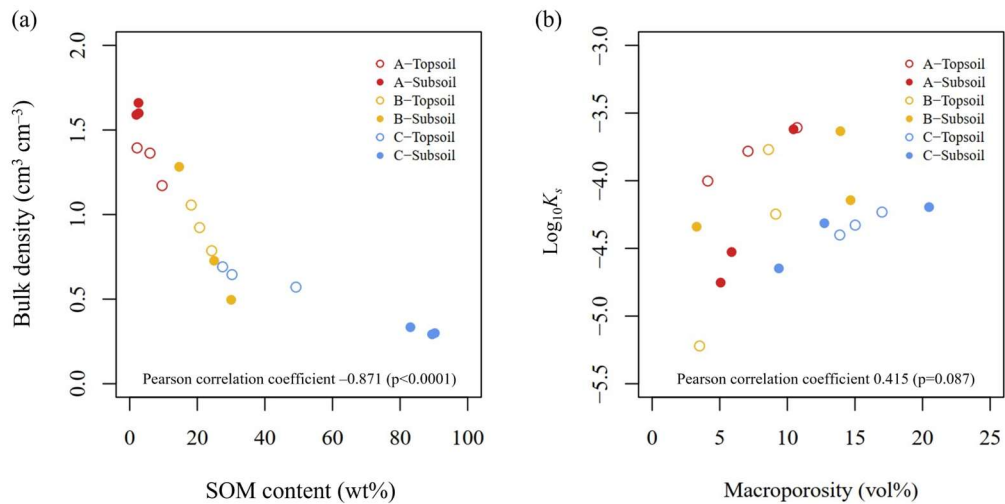 (a)
2.0
1.5
1.0
0.5
0.0
Bulk density (cm³ cm⁻³)
A−Topsoil
A−Subsoil
B−Topsoil
B−Subsoil
C−Topsoil
C−Subsoil
Pearson correlation coefficient –0.871 (p<0.0001)
0 20 40 60 80 100
SOM content (wt%)
(b)
−3.0
−3.5
−4.0
−4.5
−5.0
−5.5
Log₁₀Kₛ
A−Topsoil
A−Subsoil
B−Topsoil
B−Subsoil
C−Topsoil
C−Subsoil
Pearson correlation coefficient 0.415 (p=0.087)
0 5 10 15 20 25
Macroporosity (vol%)